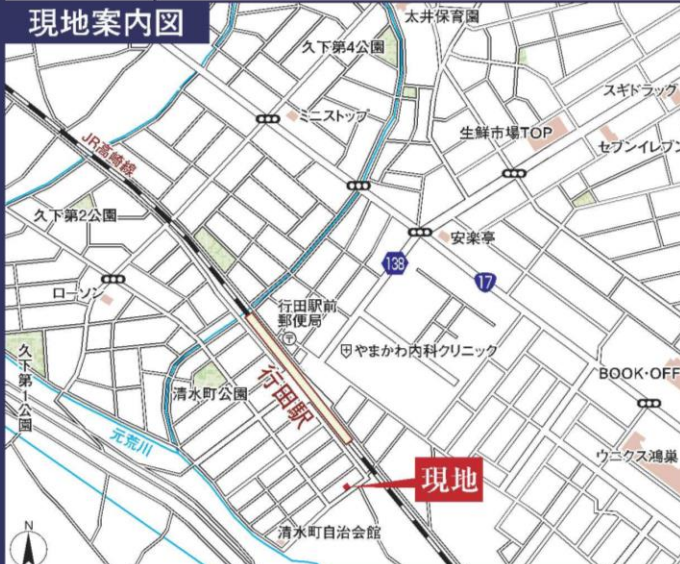 現地案内図
太井保育園
久下第4公園
スギドラッグ
ミニストップ
生鮮市場TOP
セブンイレブン
JR高崎線
久下第2公園
安楽亭
138
17
ローソン
行田駅前
郵便局
やまかわ内科クリニック
久下第1公園
清水町公園
行田駅
BOOK・OFF
元荒川
ウニクス鴻巣
現地
清水町自治会館
N